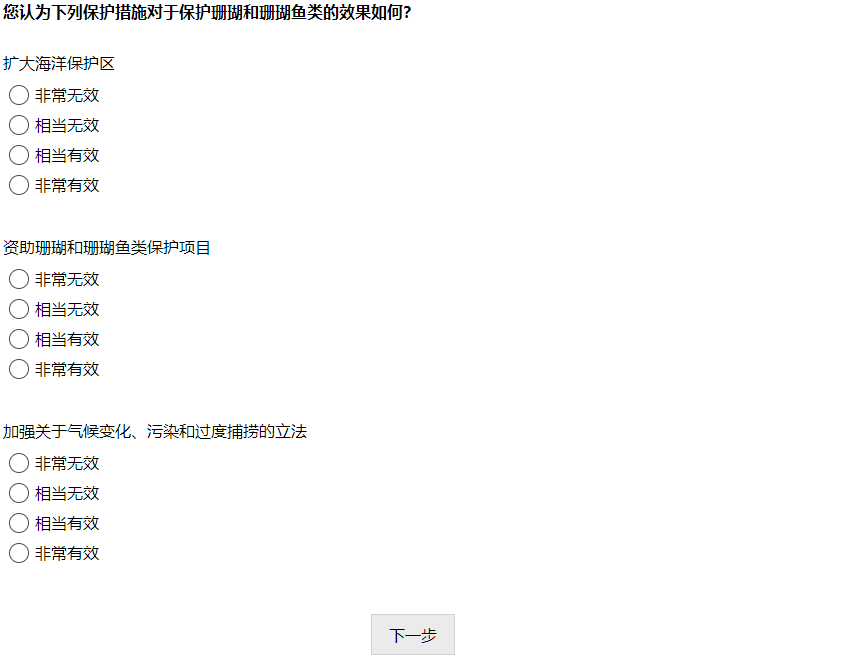 您认为下列保护措施对于保护珊瑚和珊瑚鱼类的效果如何?
扩大海洋保护区
非常无效
相当无效
相当有效
非常有效
资助珊瑚和珊瑚鱼类保护项目
非常无效
相当无效
相当有效
非常有效
加强关于气候变化、污染和过度捕捞的立法
非常无效
相当无效
相当有效
非常有效
下一步